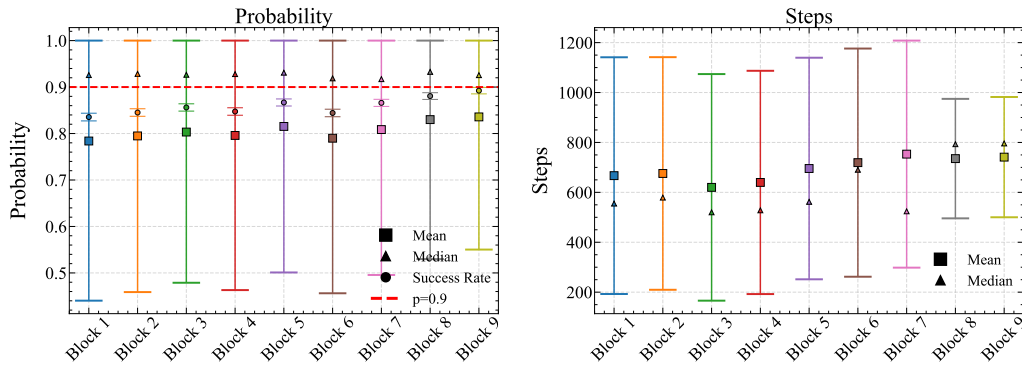 Probability
Probability
1.0
0.9
0.8
0.7
0.6
0.5
Mean
Median
Success Rate
p=0.9
Block 1
Block 2
Block 3
Block 4
Block 5
Block 6
Block 7
Block 8
Block 9
Steps
Steps
1200
1000
800
600
400
200
Mean
Median
Block 1
Block 2
Block 3
Block 4
Block 5
Block 6
Block 7
Block 8
Block 9